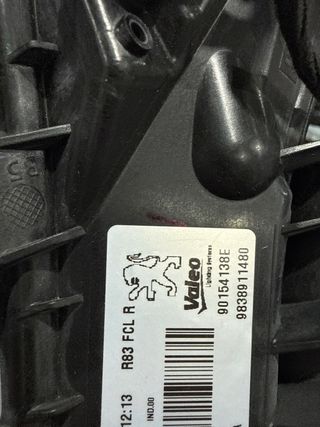 R83 FCL R
12:13
IND.00
Valeo
Lighting Systems
90154138E
9838911480